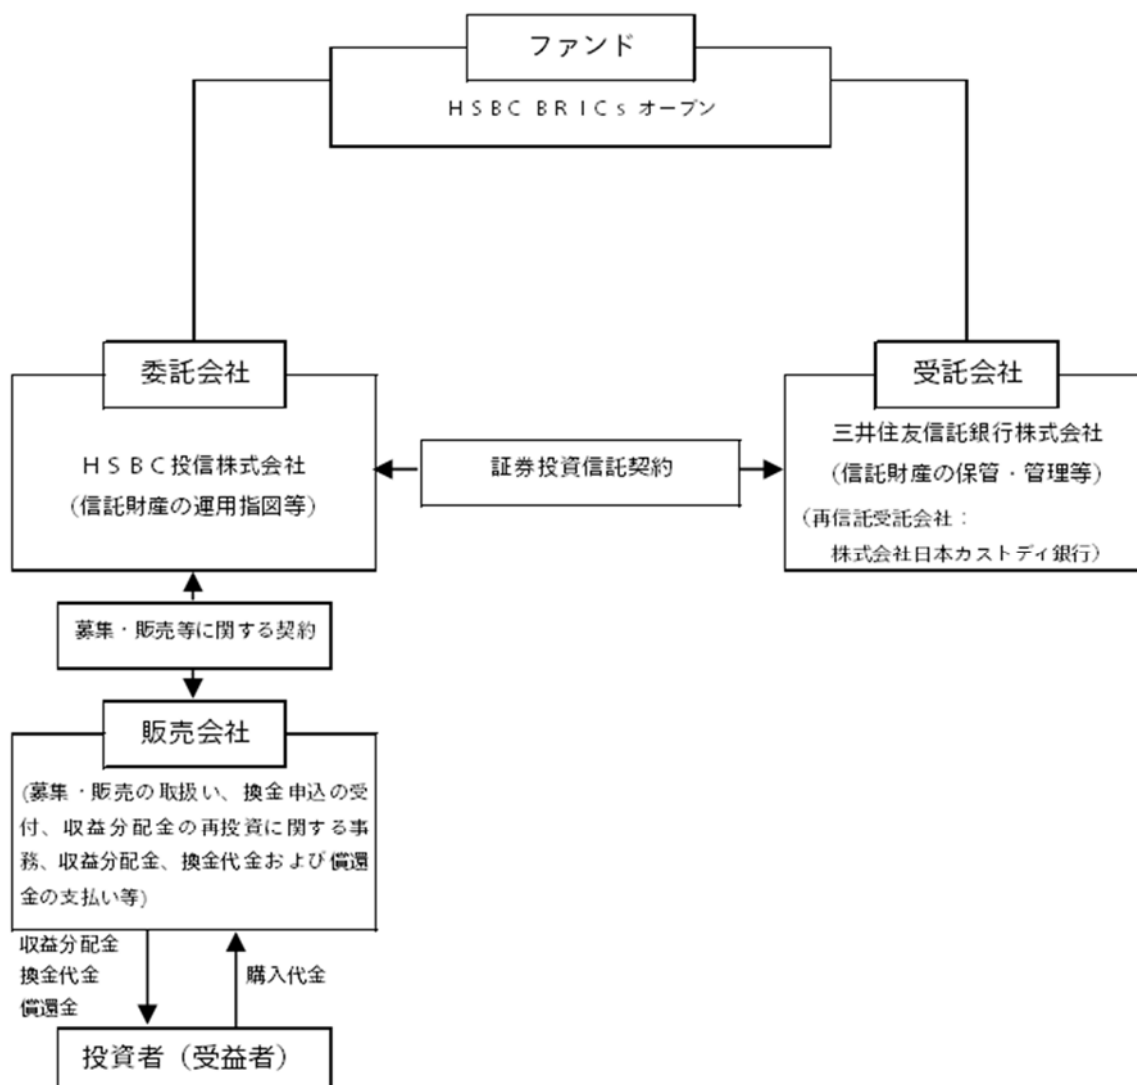 ファンド
HSBC BRICs オープン
委託会社
HSBC投信株式会社
(信託財産の運用指図等)
証券投資信託契約
受託会社
三井住友信託銀行株式会社
(信託財産の保管・管理等)
(再信託受託会社:
株式会社日本カストディ銀行)
募集・販売等に関する契約
販売会社
(募集・販売の取扱い、換金申込の受
付、収益分配金の再投資に関する事
務、収益分配金、換金代金および償還
金の支払い等)
収益分配金
換金代金
償還金
購入代金
投資者(受益者)